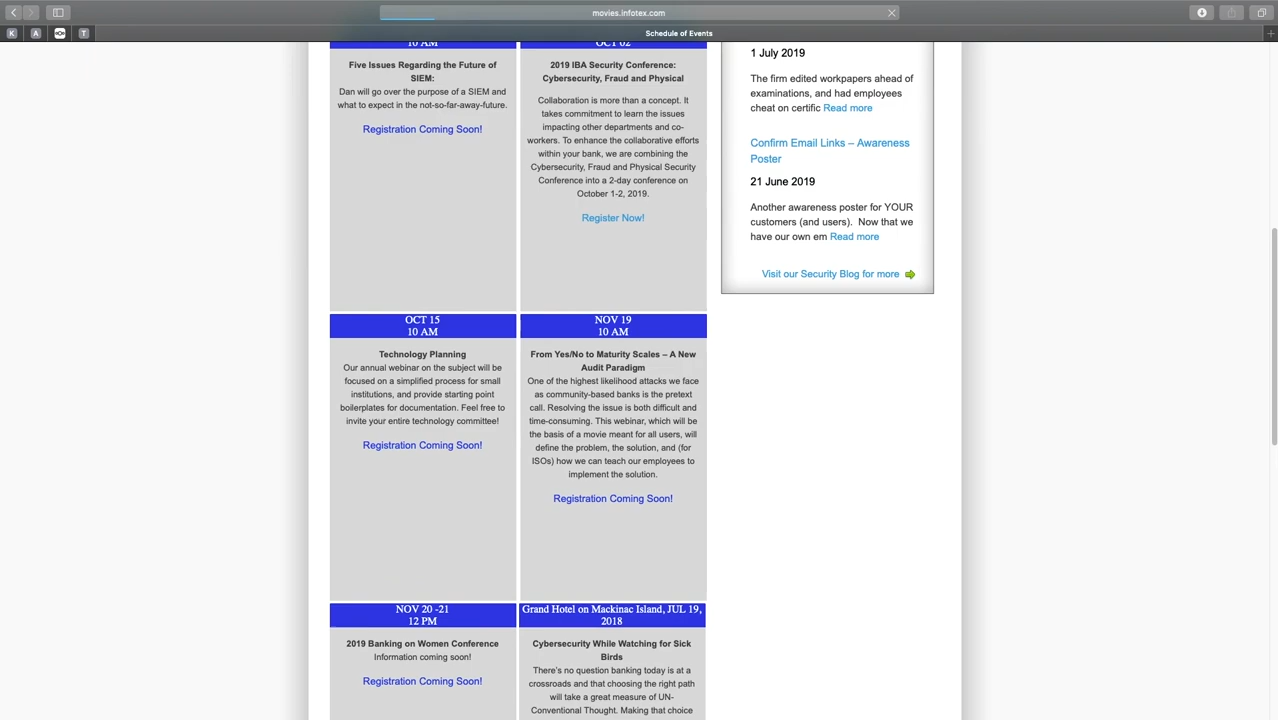 movies.infotex.com
K
A
T
Schedule of Events
10 AM
Five Issues Regarding the Future of
SIEM:
Dan will go over the purpose of a SIEM and
what to expect in the not-so-far-away-future.
Registration Coming Soon!
OCT 02
2019 IBA Security Conference:
Cybersecurity, Fraud and Physical
Collaboration is more than a concept. It
takes commitment to learn the issues
impacting other departments and co-
workers. To enhance the collaborative efforts
within your bank, we are combining the
Cybersecurity, Fraud and Physical Security
Conference into a 2-day conference on
October 1-2, 2019.
Register Now!
1 July 2019
The firm edited workpapers ahead of
examinations, and had employees
cheat on certific Read more
Confirm Email Links – Awareness
Poster
21 June 2019
Another awareness poster for YOUR
customers (and users).  Now that we
have our own em Read more
Visit our Security Blog for more
OCT 15
10 AM
Technology Planning
Our annual webinar on the subject will be
focused on a simplified process for small
institutions, and provide starting point
boilerplates for documentation. Feel free to
invite your entire technology committee!
Registration Coming Soon!
NOV 19
10 AM
From Yes/No to Maturity Scales – A New
Audit Paradigm
One of the highest likelihood attacks we face
as community-based banks is the pretext
call. Resolving the issue is both difficult and
time-consuming. This webinar, which will be
the basis of a movie meant for all users, will
define the problem, the solution, and (for
ISOs) how we can teach our employees to
implement the solution.
Registration Coming Soon!
NOV 20 -21
12 PM
2019 Banking on Women Conference
Information coming soon!
Registration Coming Soon!
Grand Hotel on Mackinac Island, JUL 19,
2018
Cybersecurity While Watching for Sick
Birds
There's no question banking today is at a
crossroads and that choosing the right path
will take a great measure of UN-
Conventional Thought. Making that choice